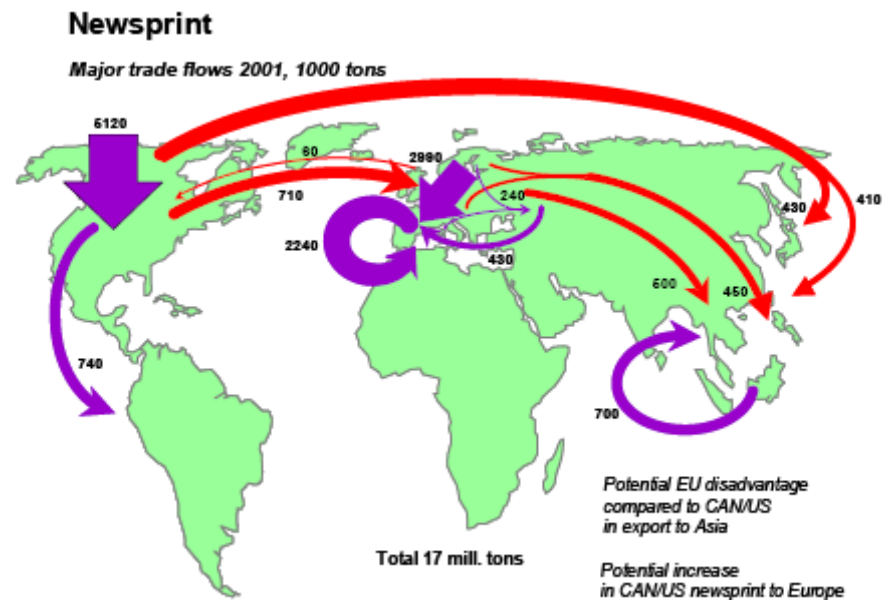 Newsprint
Major trade flows 2001, 1000 tons
60
2990
710
240
430
410
2240
430
450
740
700
Potential EU disadvantage
compared to CAN/US
in export to Asia
Total 17 mill. tons
Potential increase
in CAN/US newsprint to Europe